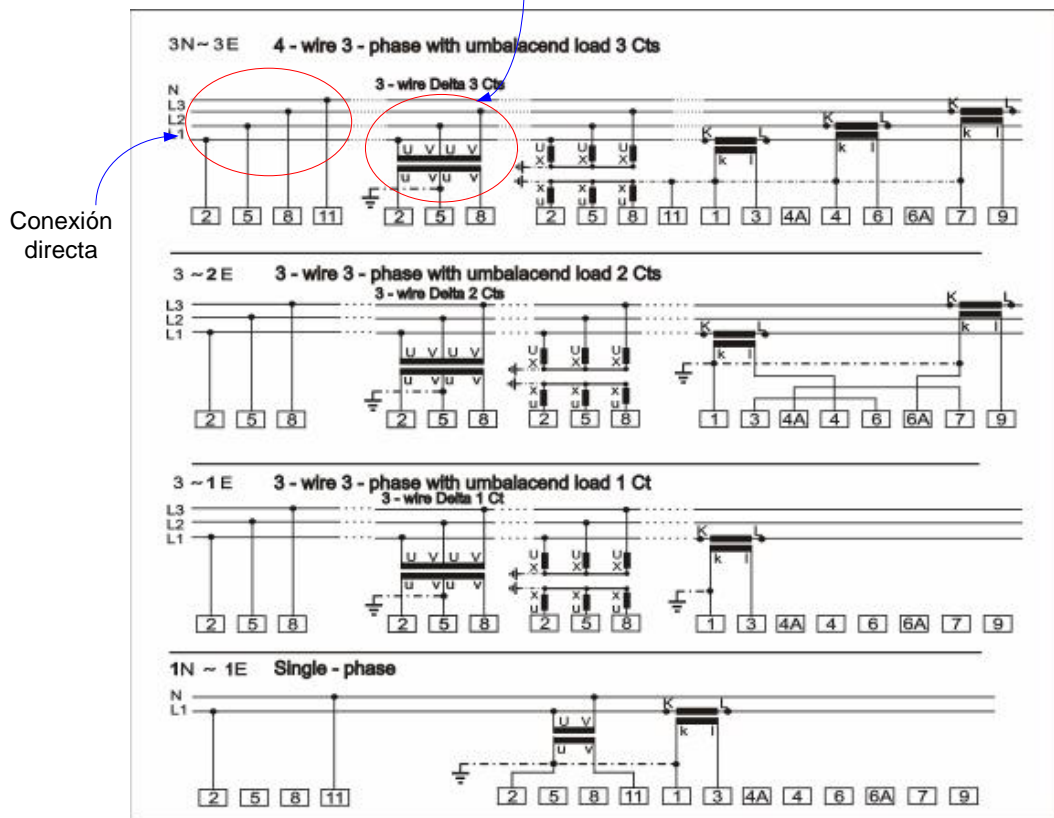 3N~3E 4 - wire 3 - phase with umbalacend load 3 Cts
3 - wire Delta 3 Cts
N
L3
L2
L1
K L K L K L
U V U V
u v u v
U U U
X X X
x x x
u u u
k l k l k l
2 5 8 11 2 5 8 2 5 8 11 1 3 4A 4 6 6A 7 9
Conexión
directa
3 ~2E 3 - wire 3 - phase with umbalacend load 2 Cts
3 - wire Delta 2 Cts
L3
L2
L1
K L K L
U V U V
u v u v
U U U
X X X
x x x
u u u
k l k l
2 5 8 2 5 8 2 5 8 1 3 4A 4 6 6A 7 9
3 ~1E 3 - wire 3 - phase with umbalacend load 1 Ct
3 - wire Delta 1 Ct
L3
L2
L1
K L
U V V
u v v
U U U
X X X
x x x
u u u
k l
2 5 8 2 5 8 2 5 8 1 3 4A 4 6 6A 7 9
1N ~ 1E Single - phase
N
L1
K L
U V
u v
k l
2 5 8 11 2 5 8 11 1 3 4A 4 6 6A 7 9